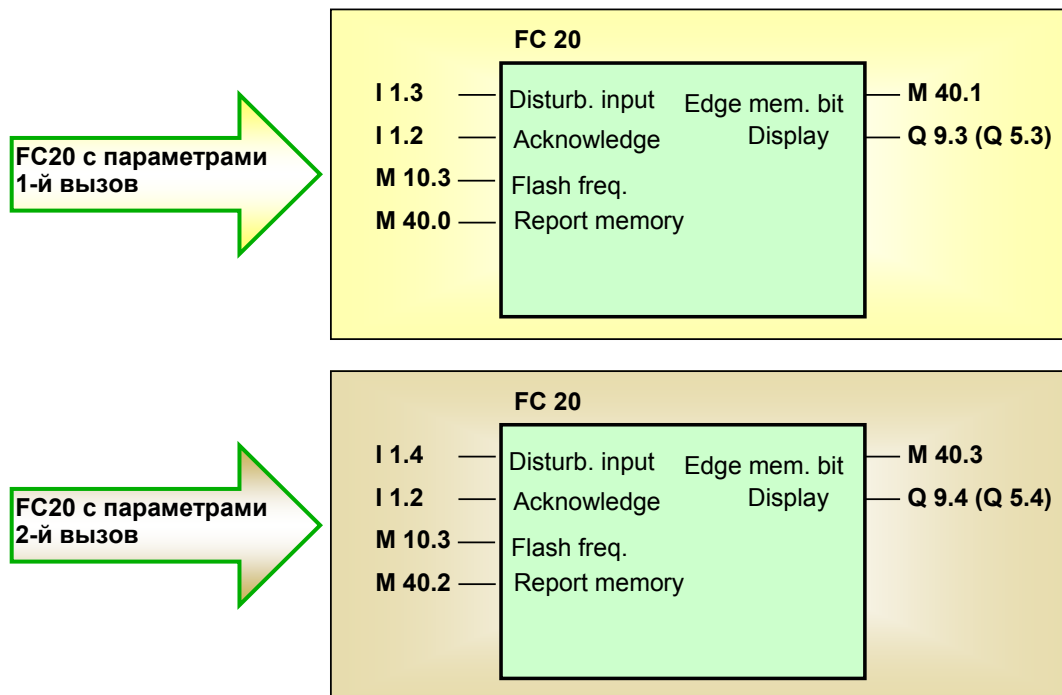 FC 20
FC20 с параметрами
1-й вызов
I 1.3 Disturb. input Edge mem. bit M 40.1
I 1.2 Acknowledge Display Q 9.3 (Q 5.3)
M 10.3 Flash freq.
M 40.0 Report memory
FC 20
FC20 с параметрами
2-й вызов
I 1.4 Disturb. input Edge mem. bit M 40.3
I 1.2 Acknowledge Display Q 9.4 (Q 5.4)
M 10.3 Flash freq.
M 40.2 Report memory